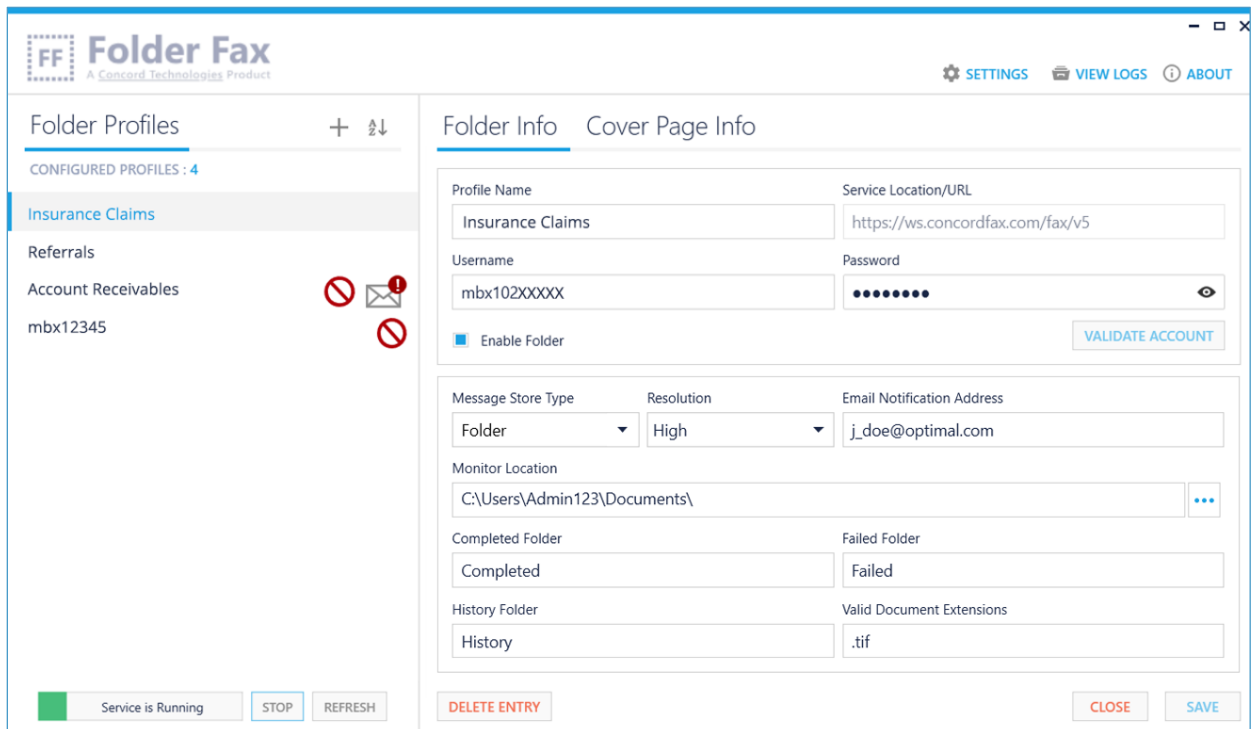 FF Folder Fax
A Concord Technologies Product
SETTINGS VIEW LOGS ABOUT
Folder Profiles
CONFIGURED PROFILES : 4
Insurance Claims
Referrals
Account Receivables
mbx12345
Service is Running STOP REFRESH
Folder Info Cover Page Info
Profile Name Service Location/URL
Insurance Claims https://ws.concordfax.com/fax/v5
Username Password
mbx102XXXXX ●●●●●●●●
Enable Folder VALIDATE ACCOUNT
Message Store Type Resolution Email Notification Address
Folder High j_doe@optimal.com
Monitor Location
C:\Users\Admin123\Documents\
Completed Folder Failed Folder
Completed Failed
History Folder Valid Document Extensions
History .tif
DELETE ENTRY CLOSE SAVE